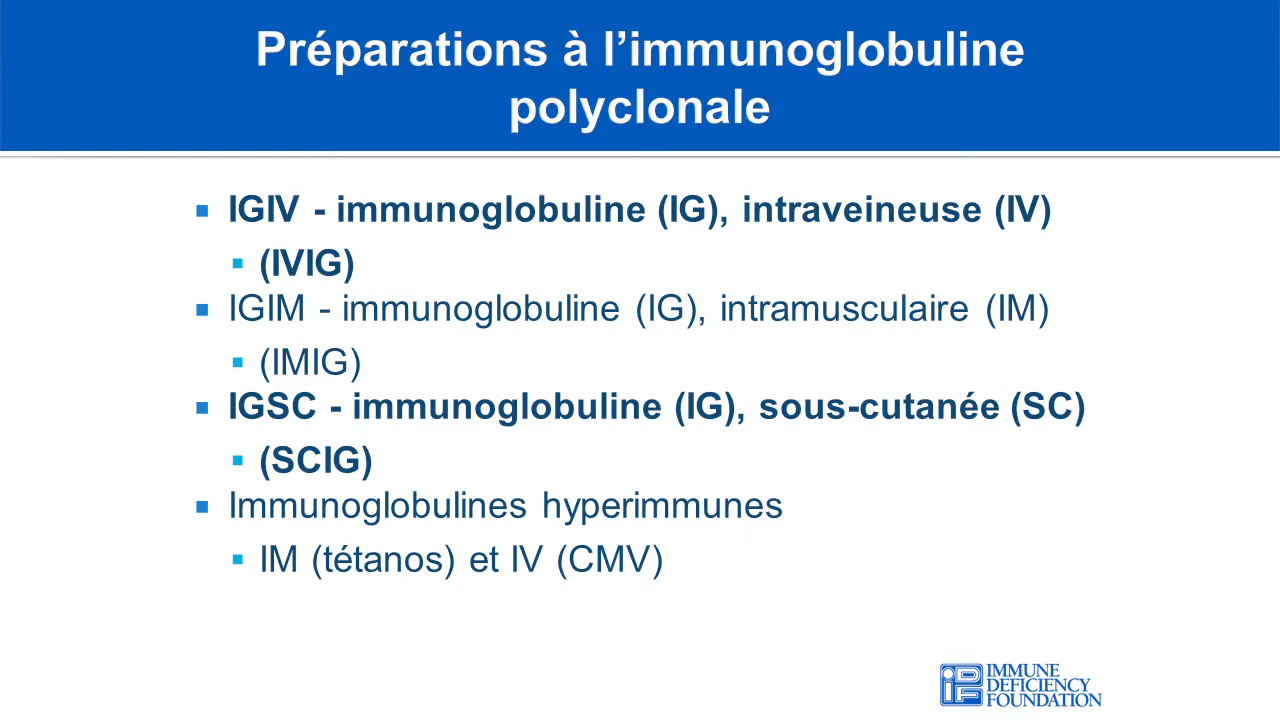 Préparations à l’immunoglobuline
polyclonale
IGIV - immunoglobuline (IG), intraveineuse (IV)
(IVIG)
IGIM - immunoglobuline (IG), intramusculaire (IM)
(IMIG)
IGSC - immunoglobuline (IG), sous-cutanée (SC)
(SCIG)
Immunoglobulines hyperimmunes
IM (tétanos) et IV (CMV)
IDF
IMMUNE
DEFICIENCY
FOUNDATION